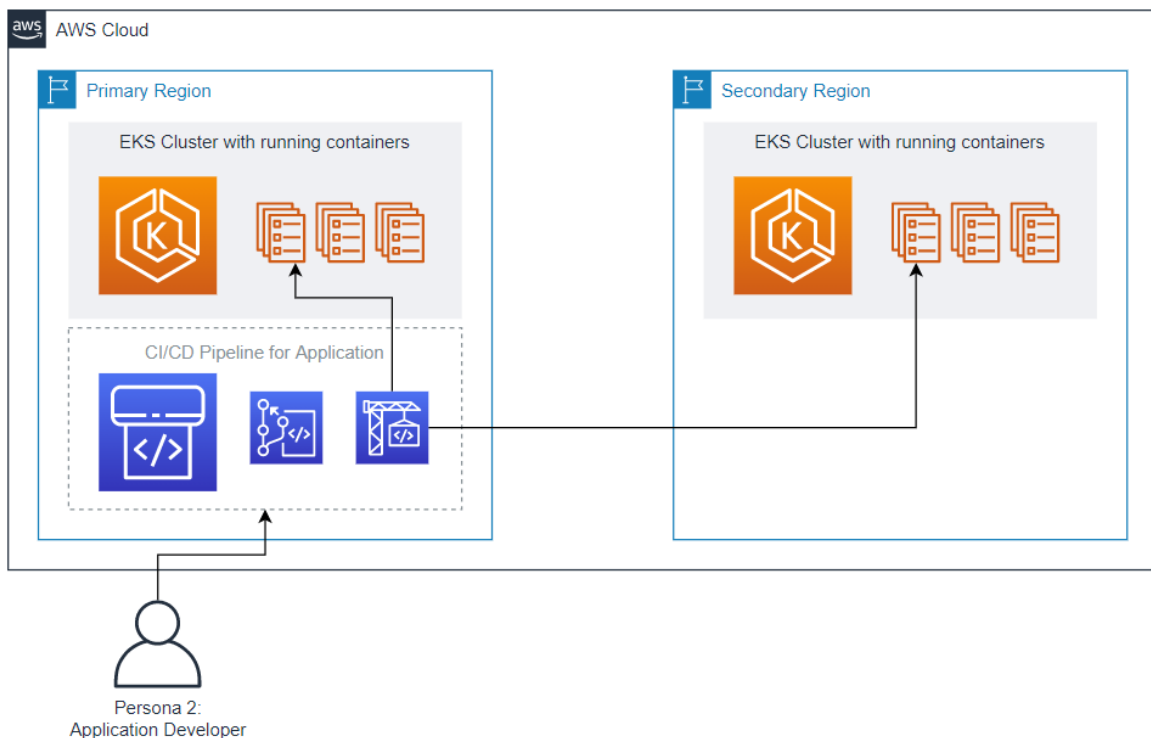 aws
AWS Cloud
Primary Region
EKS Cluster with running containers
K
CI/CD Pipeline for Application
</>
</>
</>
Secondary Region
EKS Cluster with running containers
K
Persona 2:
Application Developer